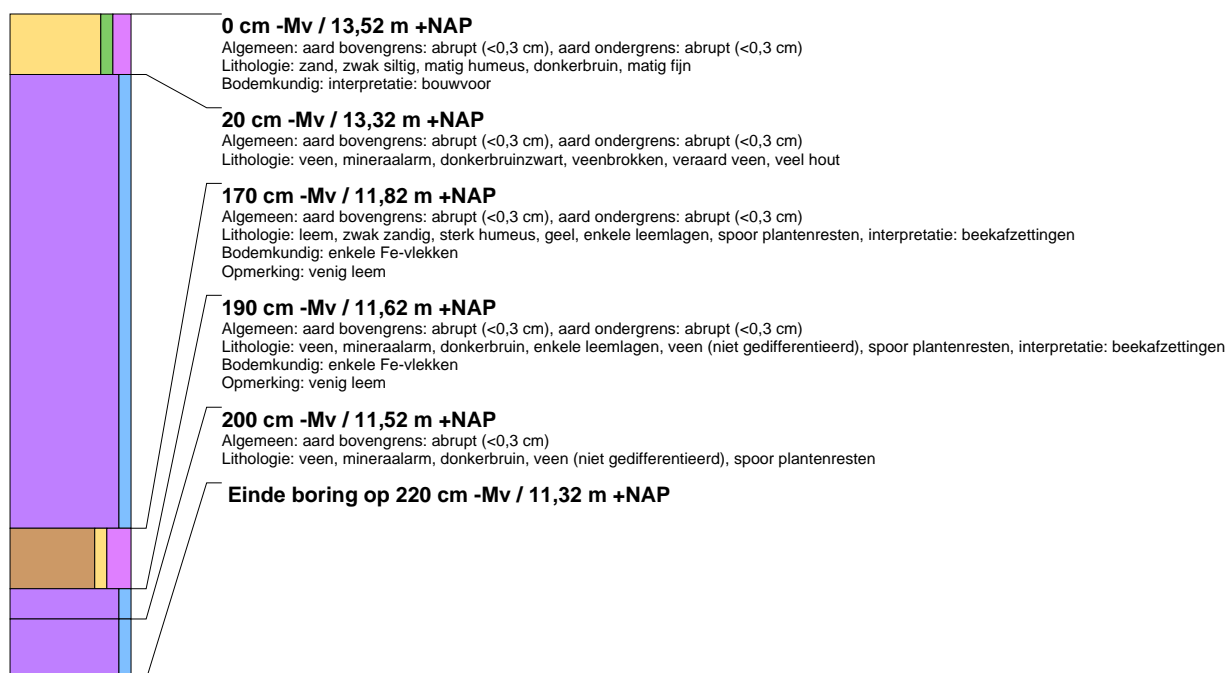 0 cm -Mv / 13,52 m +NAP
Algemeen: aard bovengrens: abrupt (<0,3 cm), aard ondergrens: abrupt (<0,3 cm)
Lithologie: zand, zwak siltig, matig humeus, donkerbruin, matig fijn
Bodemkundig: interpretatie: bouwvoor
20 cm -Mv / 13,32 m +NAP
Algemeen: aard bovengrens: abrupt (<0,3 cm), aard ondergrens: abrupt (<0,3 cm)
Lithologie: veen, mineraalarm, donkerbruinzwart, veenbrokken, veraard veen, veel hout
170 cm -Mv / 11,82 m +NAP
Algemeen: aard bovengrens: abrupt (<0,3 cm), aard ondergrens: abrupt (<0,3 cm)
Lithologie: leem, zwak zandig, sterk humeus, geel, enkele leemlagen, spoor plantenresten, interpretatie: beekafzettingen
Bodemkundig: enkele Fe-vlekken
Opmerking: venig leem
190 cm -Mv / 11,62 m +NAP
Algemeen: aard bovengrens: abrupt (<0,3 cm), aard ondergrens: abrupt (<0,3 cm)
Lithologie: veen, mineraalarm, donkerbruin, enkele leemlagen, veen (niet gedifferentieerd), spoor plantenresten, interpretatie: beekafzettingen
Bodemkundig: enkele Fe-vlekken
Opmerking: venig leem
200 cm -Mv / 11,52 m +NAP
Algemeen: aard bovengrens: abrupt (<0,3 cm)
Lithologie: veen, mineraalarm, donkerbruin, veen (niet gedifferentieerd), spoor plantenresten
Einde boring op 220 cm -Mv / 11,32 m +NAP